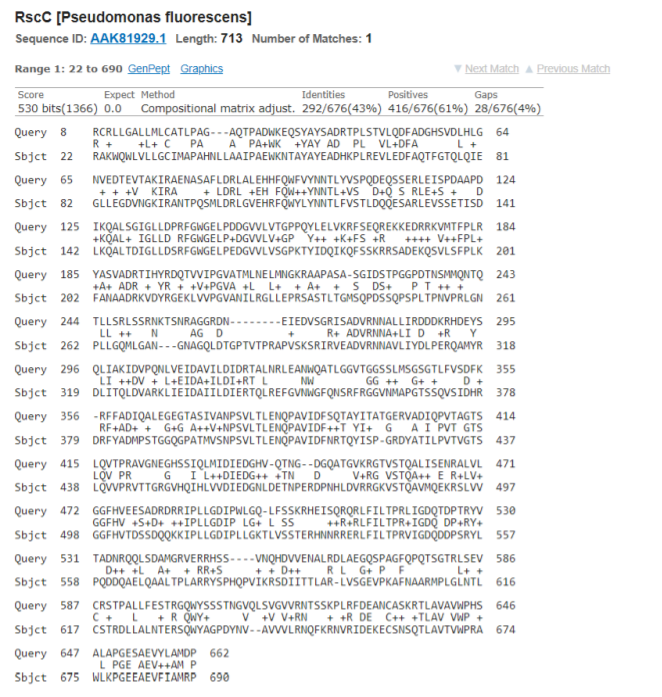 RscC [Pseudomonas fluorescens]
Sequence ID: AAK81929.1 Length: 713 Number of Matches: 1
Range 1: 22 to 690 GenPept Graphics ▼ Next Match ▲ Previous Match
Score Expect Method Identities Positives Gaps
530 bits(1366) 0.0 Compositional matrix adjust. 292/676(43%) 416/676(61%) 28/676(4%)
Query 8 RCRLLGALLMLCATLPAG---AQTPADWKEQSYAYSADRTPLSTVLQDFADGHSVDLHLG 64
R + +L+ C PA A PA+WK +YAY AD PL VL+DFA L +
Sbjct 22 RAKWQWLVLLGCIMAPAHNLLAAIPAEWKNTAYAYEADHKPLREVLEDFAQTFGTQLQIE 81
Query 65 NVEDTEVTAKIRAENASAFLDRLALEHHFQWFVYNNTLYVSPQDEQSSERLEISPDAAPD 124
+ + +V KIRA + LDRL +EH FQW++YNNTL+VS D+Q S RLE+S + D
Sbjct 82 GLLEGDVNGKIRANTPQSMLDRLGVEHRFQWYLYNNTLFVSTLDQQESARLEVSSETISD 141
Query 125 IKQALSGIGLLDPRFGWGELPDDGVVLVTGPPQYLELVKRFSEQREKKEDRRKVMTFPLR 184
+KQAL+ IGLLD RFGWGEL+P+DGVVLV+GP Y++ +K+FS +R ++++ V++FPL+
Sbjct 142 LKQALTDIGLLDSRFGWGELPEDGVVLVSGPKTYIDQIKQFSSKRRSADEKQSVLSFPLK 201
Query 185 YASVADRTIHYRDQTVVIPGVATMLNELMNGKRAAPASA-SGIDSTPGGPDTNSMMQNTQ 243
+A+ ADR + YR + +V+PGVA +L L+ + A+ + S DS+ P T ++ +
Sbjct 202 FANAADRKVDYRGEKLVVPGVANILRGLLEPRSASTLTGMSQPDSSQPSPLTPNVPRLGN 261
Query 244 TLLSRLSSRNKTSNRAGGRDN--------EIEDVSGRISADVRNNALLIRDDDKRHDEYS 295
LL ++ N AG D + R+ ADVRNNA+LI D +R Y
Sbjct 262 PLLGQMLGAN---GNAGQLDTGPTVTPRAPVSKSRIRVEADVRNNAVLIYDLPERQAMYR 318
Query 296 QLIAKIDVPQNLVEIDAVILDIDRTALNRLEANWQATLGGVTGGSSLMSGSGTLFVSDFK 355
LI ++DV + L+EIDA+ILDI+RT L NW GG ++ G++ + D +
Sbjct 319 DLITQLDVARKLIEIDAIILDIERTQLREFGVNWGFQNSRFRGGVNMAPGTSSQVSIDHR 378
Query 356 -RFFADIQALEGEGTASIVANPSVLTLENQPAVIDFSQTAYITATGERVADIQPVTAGTS 414
RF+AD+ + G+G A++V+NPSVLTLENQPAVIDF++T YI+ G A I PVT GTS
Sbjct 379 DRFYADMPSTGGQGPATMVSNPSVLTLENQPAVIDFNRTQYISP-GRDYATILPVTVGTS 437
Query 415 LQVTPRAVGNEGHSSIQLMIDIEDGHV-QTNG--DGQATGVKRGTVSTQALISENRALVL 471
LQV PR G I L++DIEDG++ +TN D V+RG VSTQA++ E R+LV+
Sbjct 438 LQVVPRVTTGRGVHQIHLVVDIEDGNLDETNPERDPNHLDVRRGKVSTQAVMQEKRSLVV 497
Query 472 GGFHVEESADRDRRIPLLGDIPWLGQ-LFSSKRHEISQRQRLFILTPRLIGDQTDPTRYV 530
GGFHV +S+D+ ++IPLLGDIP LG+ L SS ++R+RLFILTPR+IGDQ DP+RY+
Sbjct 498 GGFHVTDSSDQQKKIPLLGDIPLLGKTLVSSTERHNNRRERLFILTPRVIGDQDDPSRYL 557
Query 531 TADNRQQLSDAMGRVERRHSS----VNQHDVVENALRDLAEGQSPAGFQPQTSGTRLSEV 586
D++ +L A+ + RR+S + + D++ R L G+ P F L+ +
Sbjct 558 PQDDQAELQAALTPLARRYSPHQPVIKRSDIITTLAR-LVSGEVPKAFNAARMPLGLNTL 616
Query 587 CRSTPALLFESTRGQWYSSSTNGVQLSVGVVRNTSSKPLRFDEANCASKRTLAVAVWPHS 646
C + L + R QWY+ V +V V+RN + +R DE C++ +TLAV VWP +
Sbjct 617 CSTRDLLALNTERSQWYAGPDYNV--AVVVLRNQFKRNVRIDEKECSNSQTLAVTVWPRA 674
Query 647 ALAPGESAEVYLAMDP 662
L PGE AEV++AM P
Sbjct 675 WLKPGEEAEVFIAMRP 690